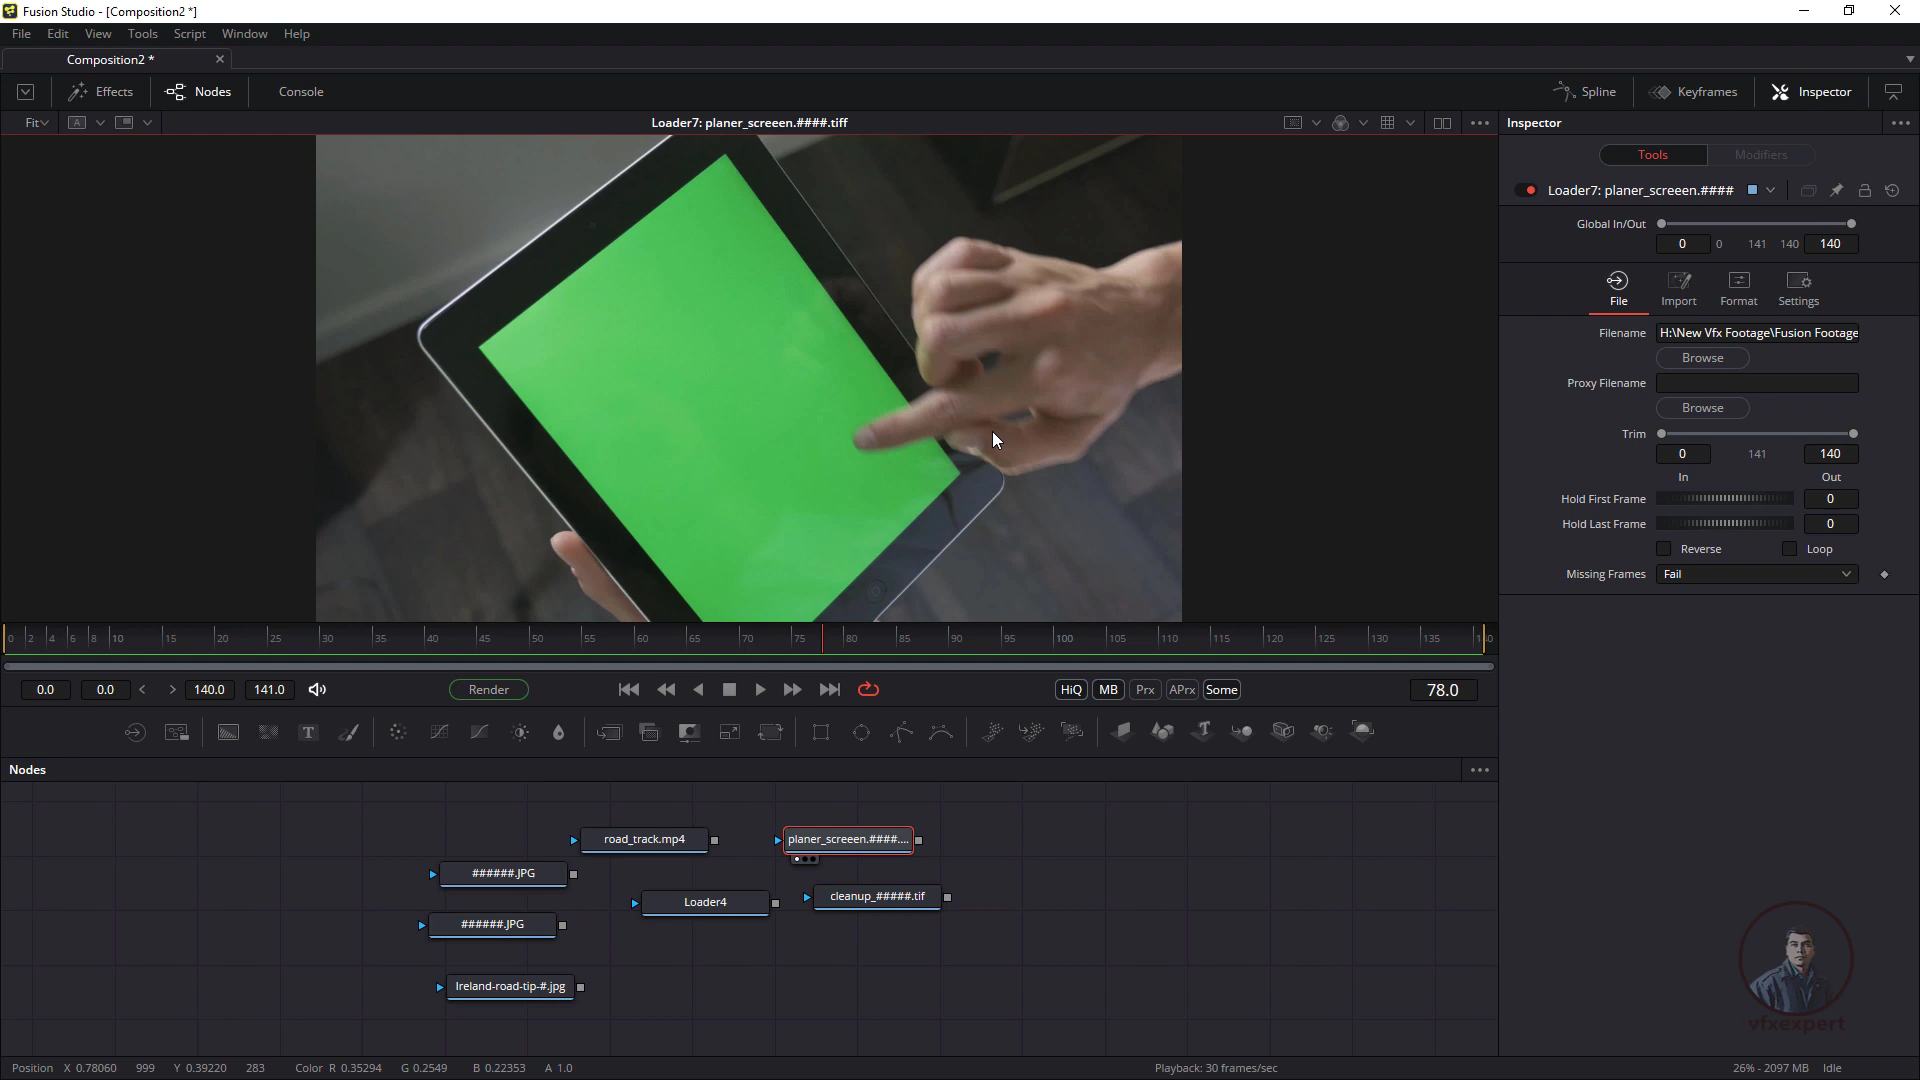 Fusion Studio - [Composition2 *]
File Edit View Tools Script Window Help
Composition2 *
Effects Nodes Console Spline Keyframes Inspector
Fit A Loader7: planer_screeen.####.tiff Inspector
Tools Modifiers
Loader7: planer_screeen.####
Global In/Out
0 0 141 140 140
File Import Format Settings
Filename H:\New Vfx Footage\Fusion Footage
Browse
Proxy Filename
Browse
Trim
0 141 140
In Out
Hold First Frame 0
Hold Last Frame 0
Reverse Loop
Missing Frames Fail
0 2 4 6 8 10 15 20 25 30 35 40 45 50 55 60 65 70 75 80 85 90 95 100 105 110 115 120 125 130 135
0.0 0.0 140.0 141.0 Render HiQ MB Prx APrx Some 78.0
T T
Nodes
road_track.mp4 planer_screeen.####....
######.JPG
Loader4 cleanup_#####.tif
######.JPG
Ireland-road-tip-#.jpg
vfxexpert
Position X 0.78060 999 Y 0.39220 283 Color R 0.35294 G 0.2549 B 0.22353 A 1.0 Playback: 30 frames/sec 26% - 2097 MB Idle